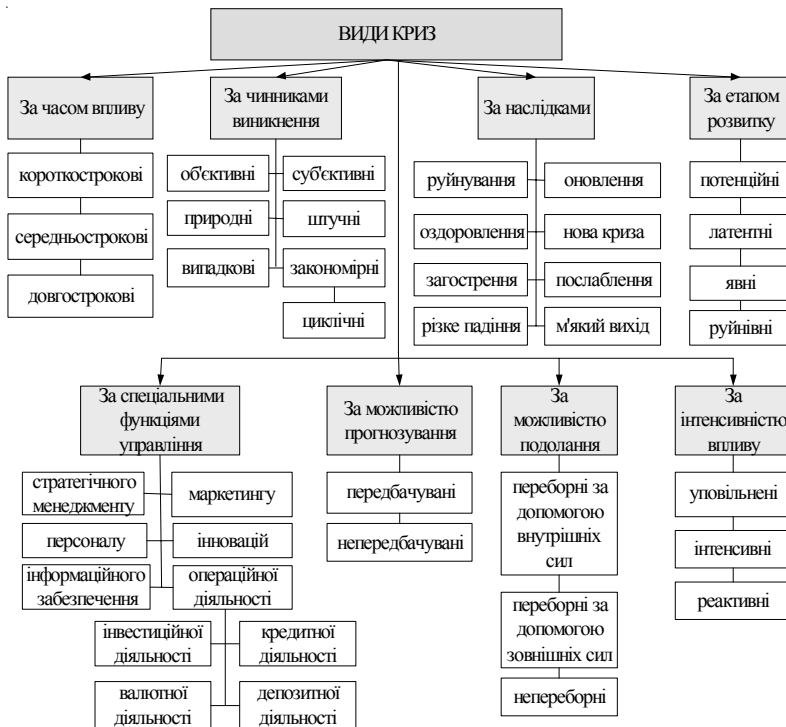 ВИДИ КРИЗ
За часом впливу
За чинниками
виникнення
За наслідками
За етапом
розвитку
короткострокові
середньострокові
довгострокові
об'єктивні
суб'єктивні
природні
штучні
випадкові
закономірні
циклічні
руйнування
оновлення
оздоровлення
нова криза
загострення
послаблення
різке падіння
м'який вихід
потенційні
латентні
явні
руйнівні
За спеціальними
функціями
управління
За можливістю
прогнозування
За
можливістю
подолання
За
інтенсивністю
впливу
стратегічного
менеджменту
маркетингу
персоналу
інновацій
інформаційного
забезпечення
операційної
діяльності
інвестиційної
діяльності
кредитної
діяльності
валютної
діяльності
депозитної
діяльності
передбачувані
непередбачувані
переборні за
допомогою
внутрішніх
сил
переборні за
допомогою
зовнішніх сил
непереборні
уповільнені
інтенсивні
реактивні